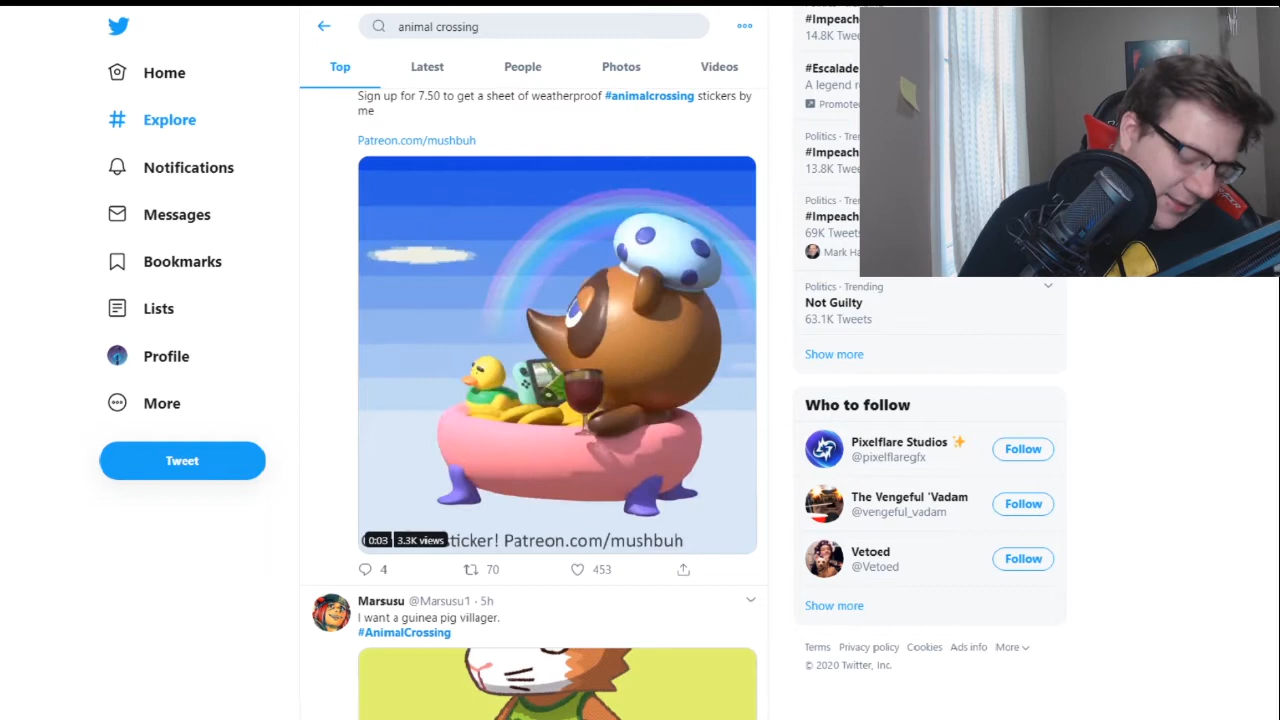 animal crossing
Home
Explore
Notifications
Messages
Bookmarks
Lists
Profile
More
Tweet
Top
Latest
People
Photos
Videos
Sign up for 7.50 to get a sheet of weatherproof #animalcrossing stickers by
me
Patreon.com/mushbuh
0:03
3.3K views
sticker! Patreon.com/mushbuh
4
70
453
Marsusu @Marsusu1 · 5h
I want a guinea pig villager.
#AnimalCrossing
#Impeach
14.8K Twee
#Escalade
A legend r
Promote
Politics · Tren
#Impeach
13.8K Twee
Politics · Tren
#Impeach
69K Tweets
Mark Ha
Politics · Trending
Not Guilty
63.1K Tweets
Show more
Who to follow
Pixelflare Studios ✨
@pixelflaregfx
Follow
The Vengeful 'Vadam
@vengeful_vadam
Follow
Vetoed
@Vetoed
Follow
Show more
Terms Privacy policy Cookies Ads info More
© 2020 Twitter, Inc.